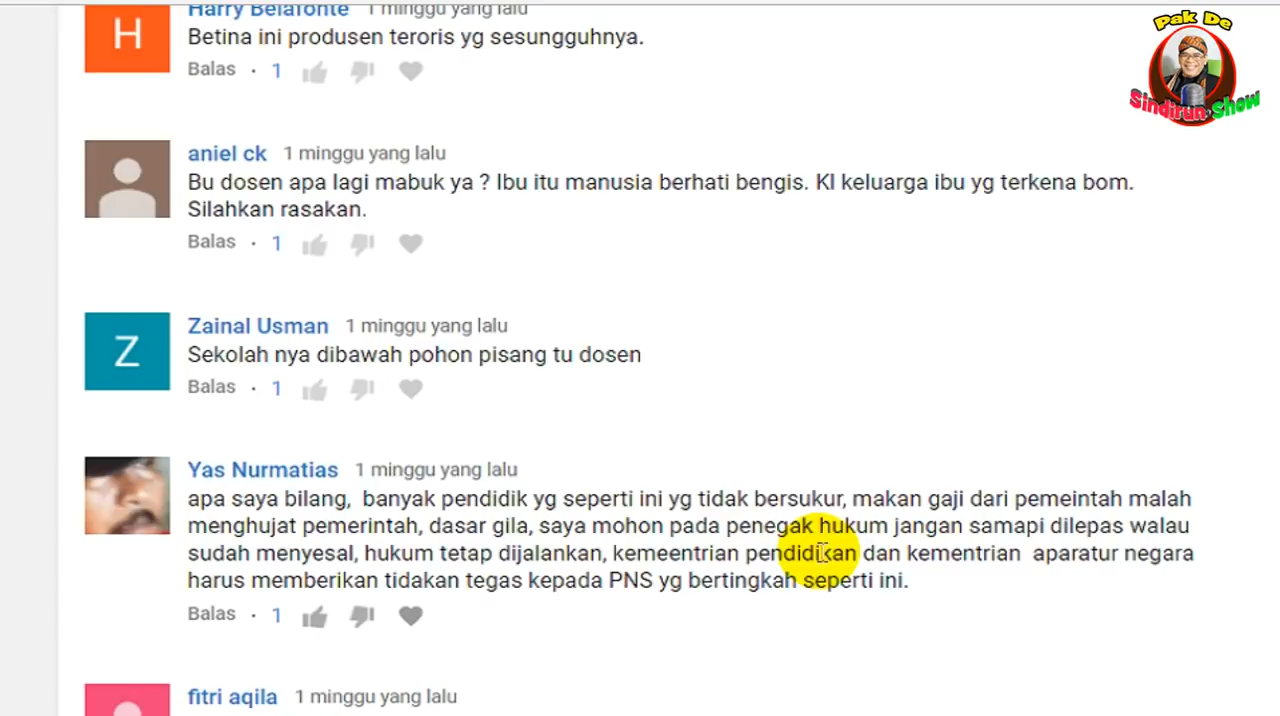 Harry Belafonte 1 minggu yang lalu
Betina ini produsen teroris yg sesungguhnya.
Balas · 1
aniel ck 1 minggu yang lalu
Bu dosen apa lagi mabuk ya ? Ibu itu manusia berhati bengis. Kl keluarga ibu yg terkena bom.
Silahkan rasakan.
Balas · 1
Zainal Usman 1 minggu yang lalu
Sekolah nya dibawah pohon pisang tu dosen
Balas · 1
Yas Nurmatias 1 minggu yang lalu
apa saya bilang, banyak pendidik yg seperti ini yg tidak bersukur, makan gaji dari pemeintah malah
menghujat pemerintah, dasar gila, saya mohon pada penegak hukum jangan samapi dilepas walau
sudah menyesal, hukum tetap dijalankan, kemeentrian pendidikan dan kementrian aparatur negara
harus memberikan tidakan tegas kepada PNS yg bertingkah seperti ini.
Balas · 1
fitri aqila 1 minggu yang lalu
H
Z
Pak De
Sindirun Show